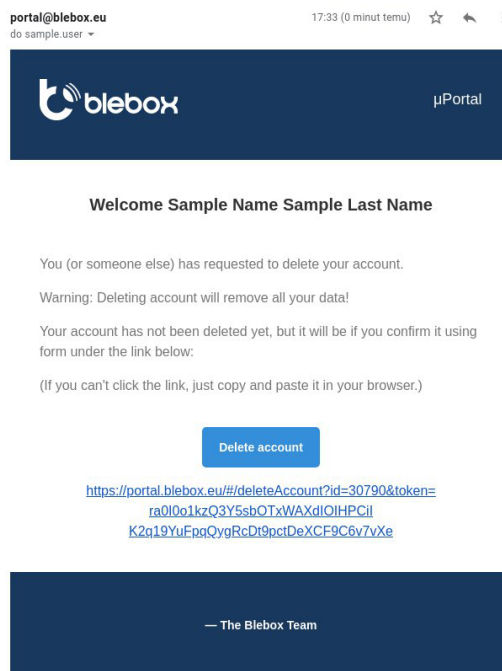 portal@blebox.eu
17:33 (0 minut temu)
do sample.user
blebox
μPortal
Welcome Sample Name Sample Last Name
You (or someone else) has requested to delete your account.
Warning: Deleting account will remove all your data!
Your account has not been deleted yet, but it will be if you confirm it using
form under the link below:
(If you can't click the link, just copy and paste it in your browser.)
Delete account
https://portal.blebox.eu/#/deleteAccount?id=30790&token=
ra0I0o1kzQ3Y5sbOTxWAXdIOIHPCiI
K2q19YuFpqQygRcDt9pctDeXCF9C6v7vXe
— The Blebox Team